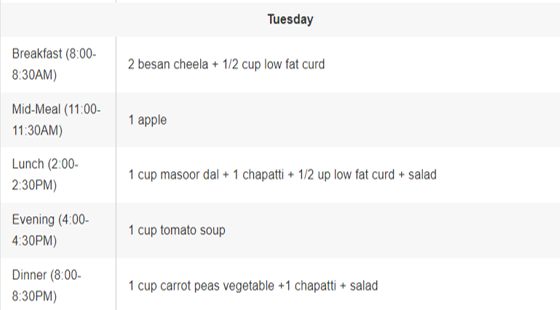 Tuesday
Breakfast (8:00-
8:30AM)
2 besan cheela + 1/2 cup low fat curd
Mid-Meal (11:00-
11:30AM)
1 apple
Lunch (2:00-
2:30PM)
1 cup masoor dal + 1 chapatti + 1/2 up low fat curd + salad
Evening (4:00-
4:30PM)
1 cup tomato soup
Dinner (8:00-
8:30PM)
1 cup carrot peas vegetable +1 chapatti + salad